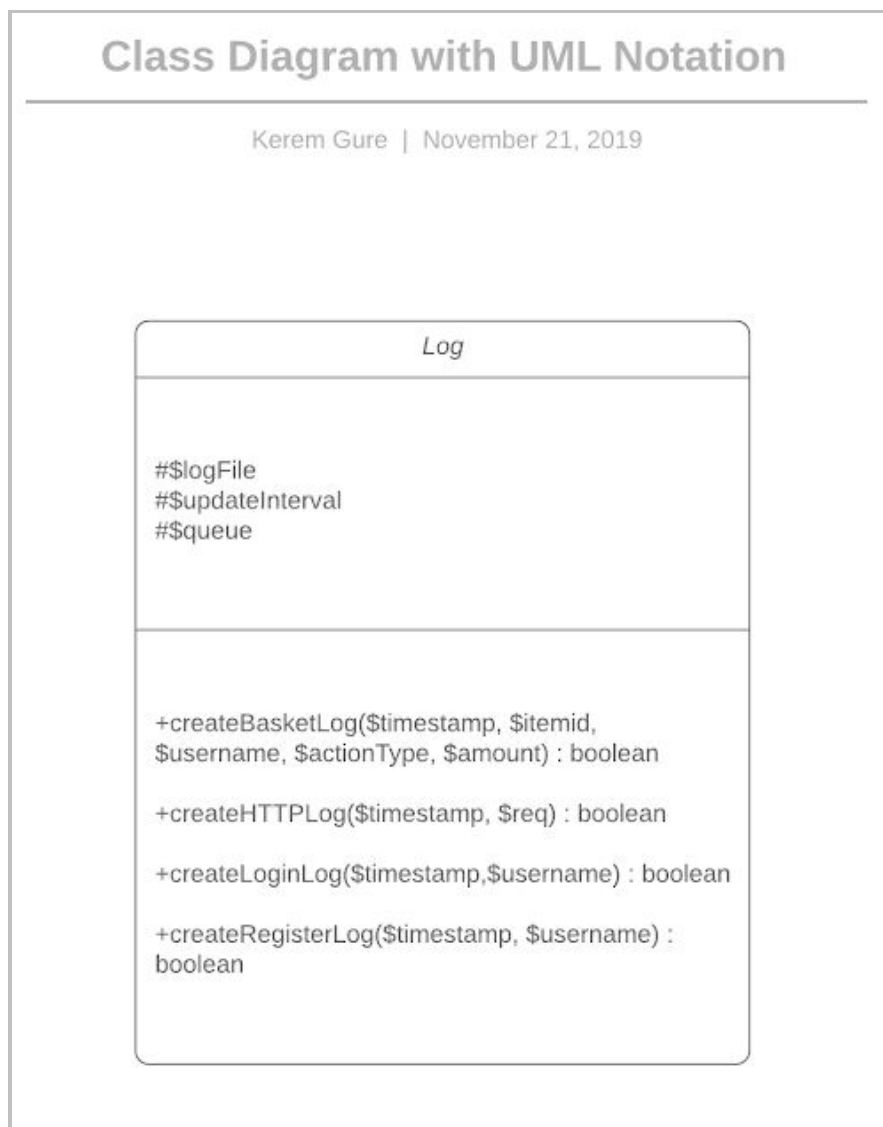 Class Diagram with UML Notation
Kerem Gure | November 21, 2019
Log
#$logFile
#$updateInterval
#$queue
+createBasketLog($timestamp, $itemid,
$username, $actionType, $amount) : boolean
+createHTTPLog($timestamp, $req) : boolean
+createLoginLog($timestamp,$username) : boolean
+createRegisterLog($timestamp, $username) :
boolean